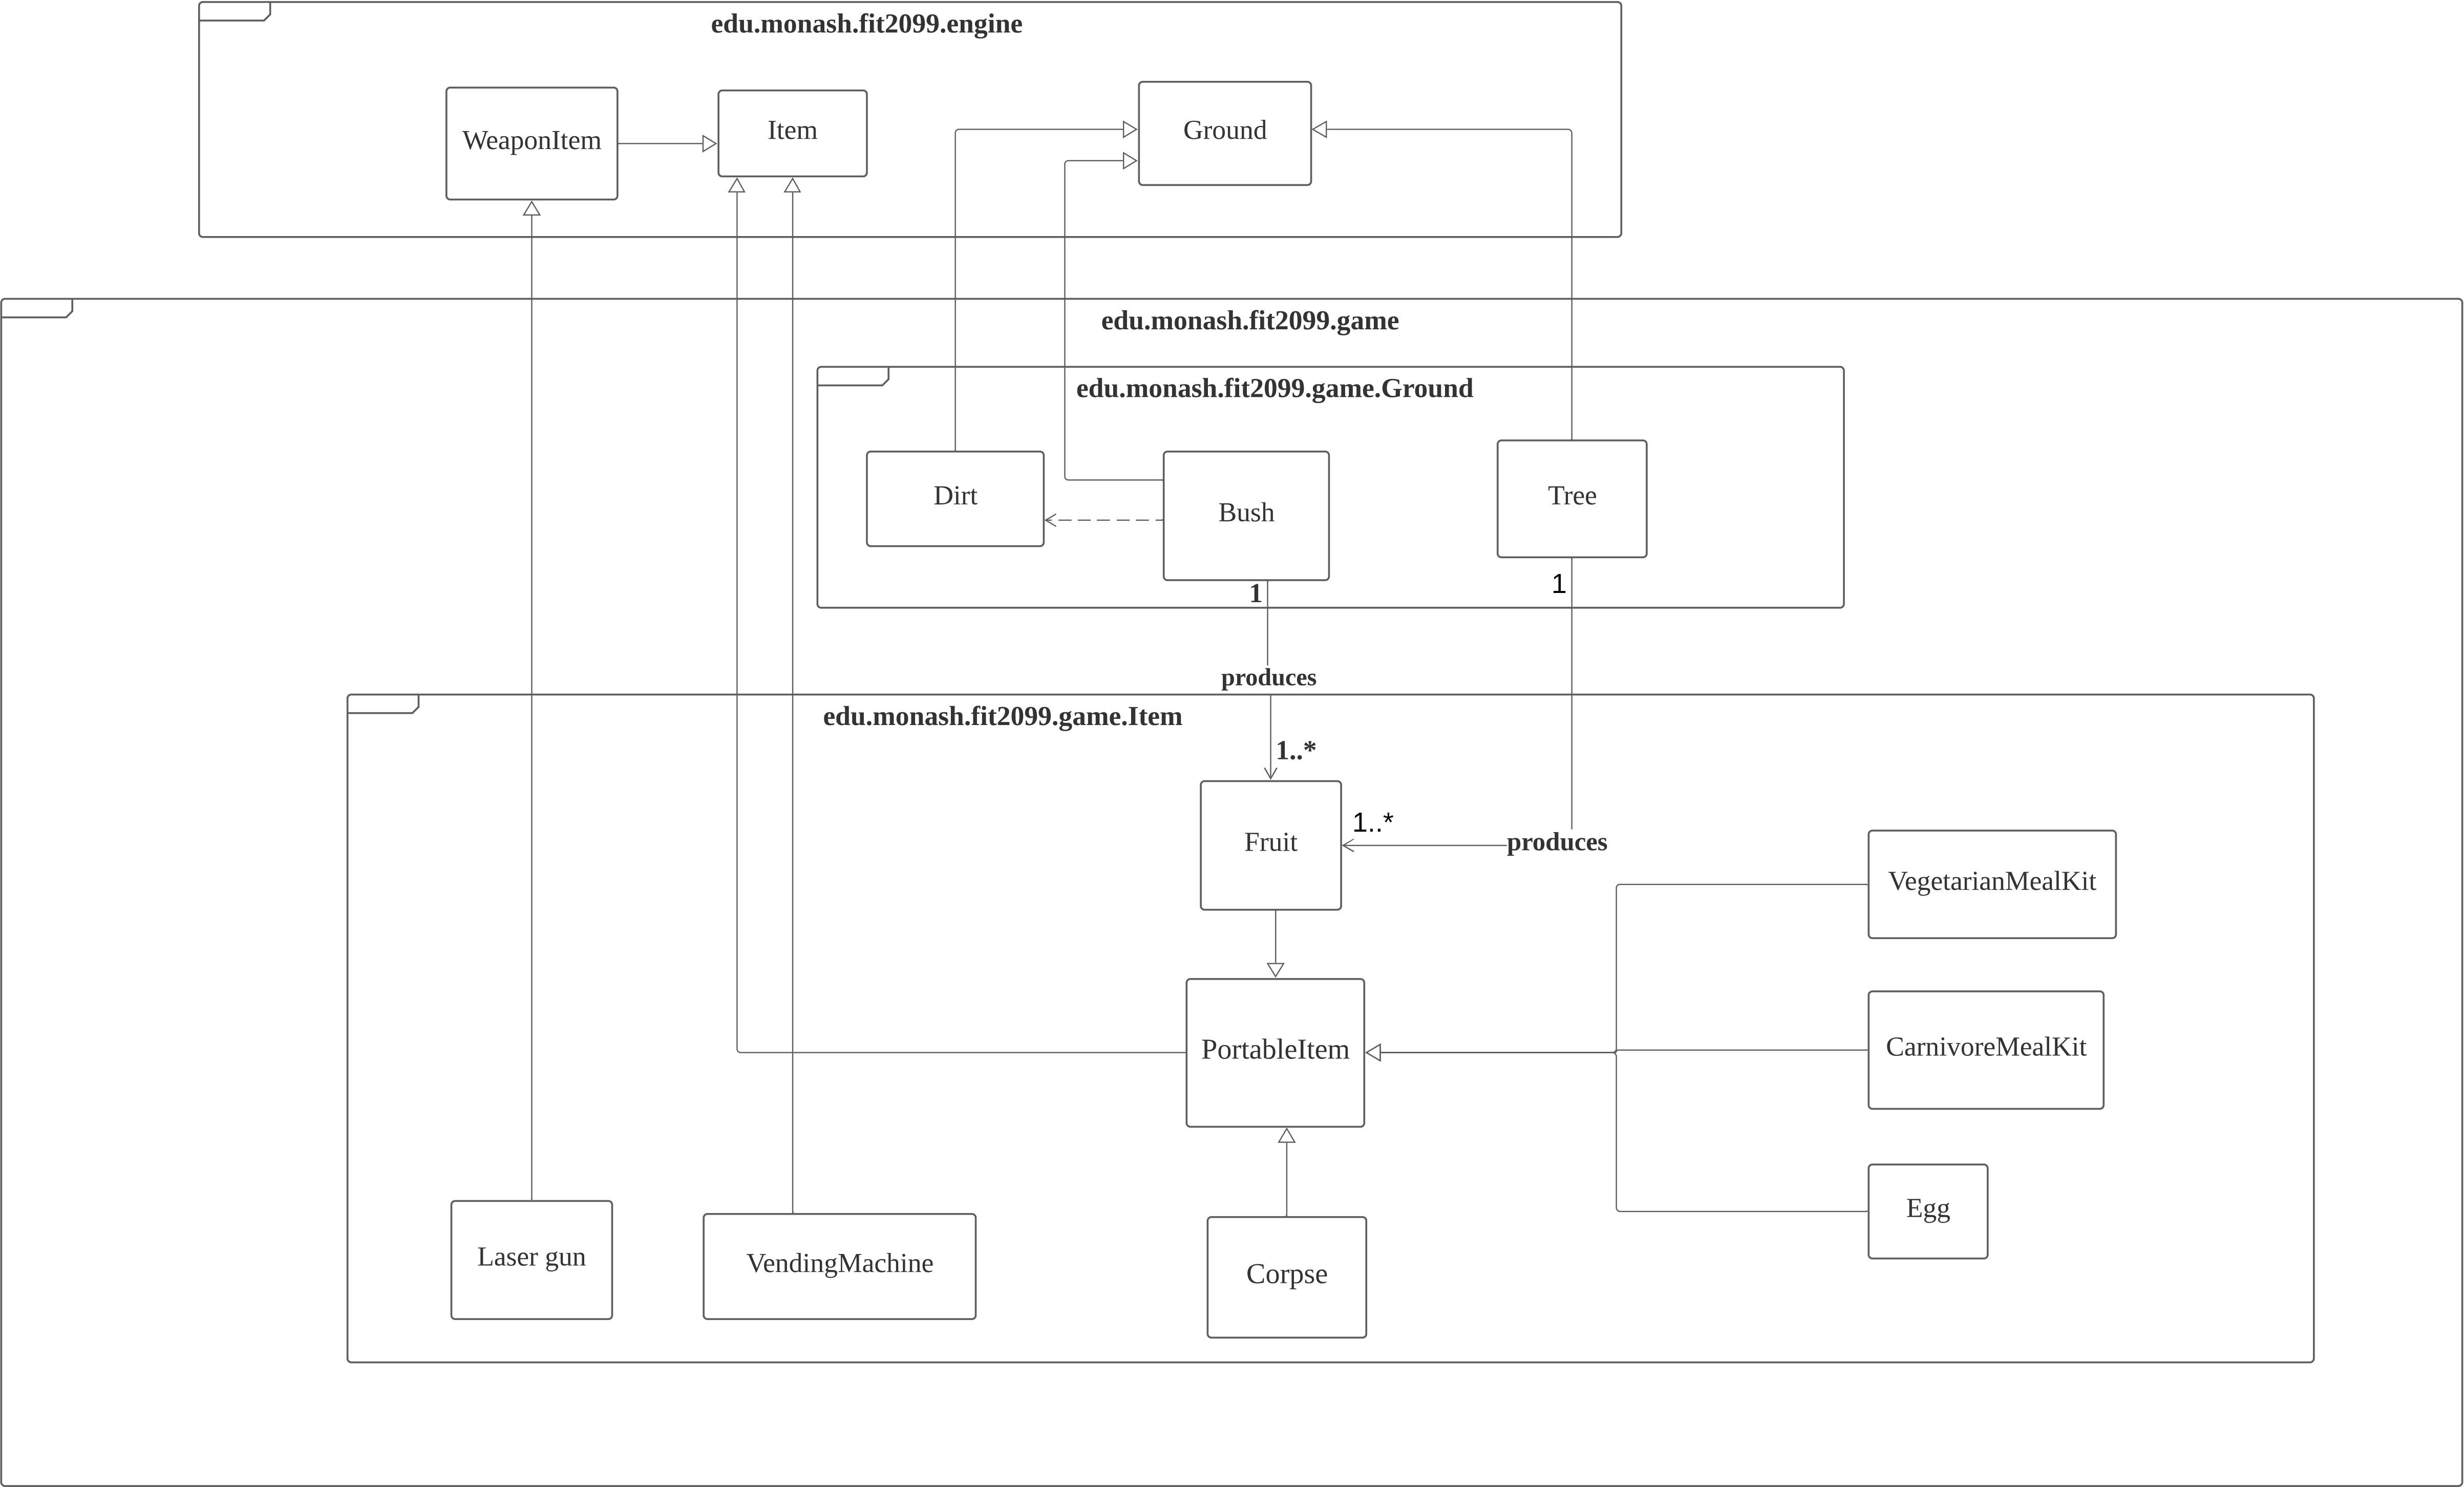 edu.monash.fit2099.engine
WeaponItem
Item
Ground
edu.monash.fit2099.game
edu.monash.fit2099.game.Ground
Dirt
Bush
Tree
1
1
produces
edu.monash.fit2099.game.Item
1..*
1..*
Fruit
produces
VegetarianMealKit
PortableItem
CarnivoreMealKit
Egg
Laser gun
VendingMachine
Corpse